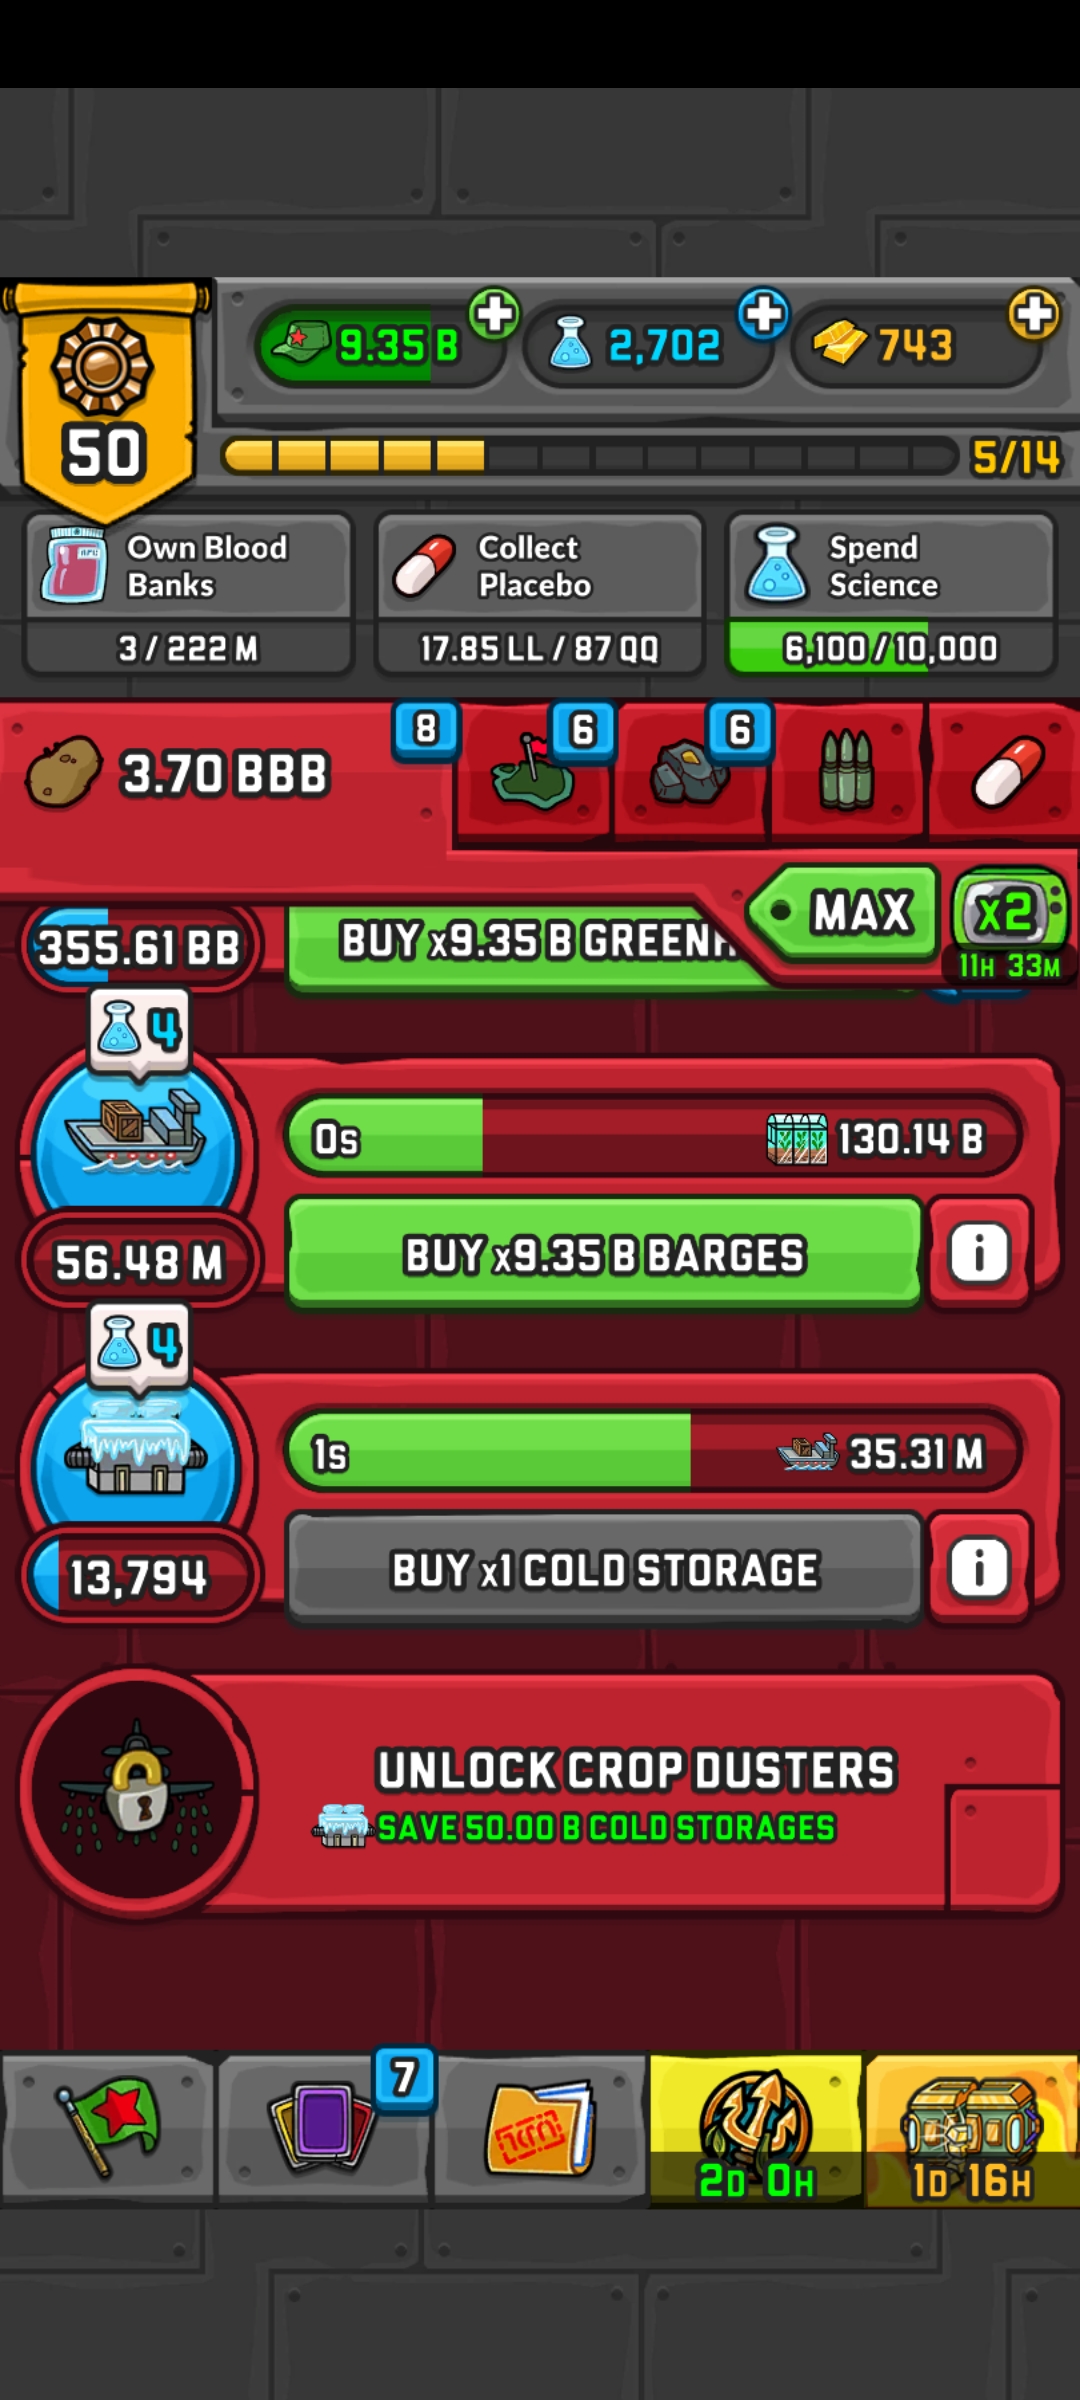 9.35 B
2,702
743
50
5/14
Own Blood
Banks
3 / 222 M
Collect
Placebo
17.85 LL / 87 QQ
Spend
Science
6,100 / 10,000
3.70 BBB
8
6
6
MAX
x2
11H 33M
355.61 BB
BUY x9.35 B GREENH
4
0s
130.14 B
56.48 M
BUY x9.35 B BARGES
i
4
1s
35.31 M
13,794
BUY x1 COLD STORAGE
i
UNLOCK CROP DUSTERS
SAVE 50.00 B COLD STORAGES
7
2D 0H
1D 16H